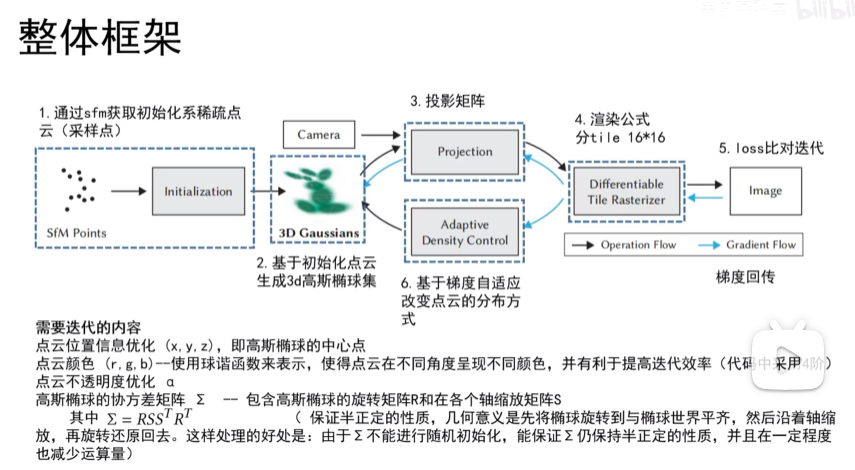 整体框架
1.通过sfm获取初始化系稀疏点
云（采样点）
SfM Points
Initialization
Camera
3D Gaussians
2.基于初始化点云
生成3d高斯椭球集
3.投影矩阵
Projection
Adaptive
Density Control
6.基于梯度自适应
改变点云的分布方
式
4.渲染公式
分tile 16*16
Differentiable
Tile Rasterizer
5.loss比对迭代
Image
Operation Flow
Gradient Flow
梯度回传
需要迭代的内容
点云位置信息优化（x,y,z），即高斯椭球的中心点
点云颜色（r,g,b）--使用球谐函数来表示，使得点云在不同角度呈现不同颜色，并有利于提高迭代效率（代码中采用4阶）
点云不透明度优化 α
高斯椭球的协方差矩阵 Σ -- 包含高斯椭球的旋转矩阵R和在各个轴缩放矩阵S
其中 Σ = RSSᵀRᵀ （ 保证半正定的性质，几何意义是先将椭球旋转到与椭球世界平齐，然后沿着轴缩
放，再旋转还原回去。这样处理的好处是：由于Σ不能进行随机初始化，能保证Σ仍保持半正定的性质，并且在一定程度
也减少运算量）